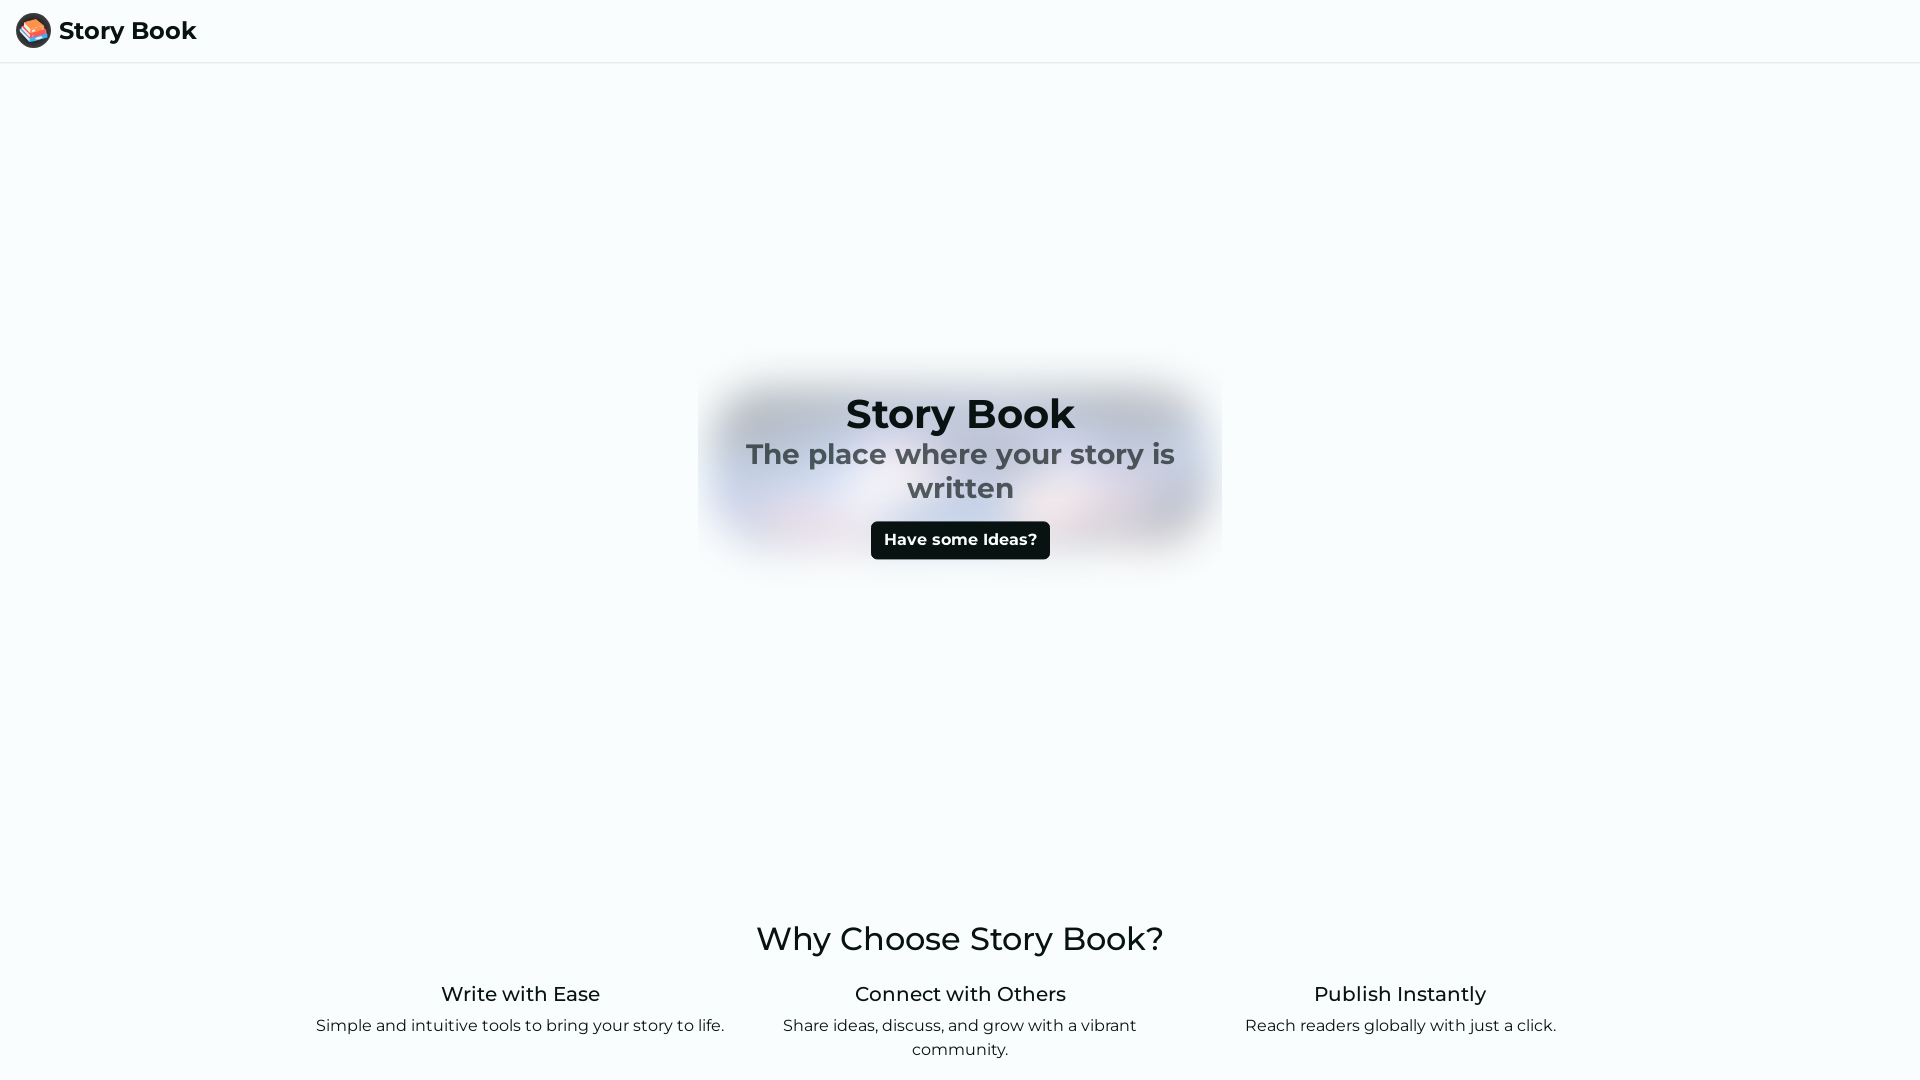 Story Book
Story Book
The place where your story is
written
Have some Ideas?
Why Choose Story Book?
Write with Ease
Simple and intuitive tools to bring your story to life.
Connect with Others
Share ideas, discuss, and grow with a vibrant
community.
Publish Instantly
Reach readers globally with just a click.